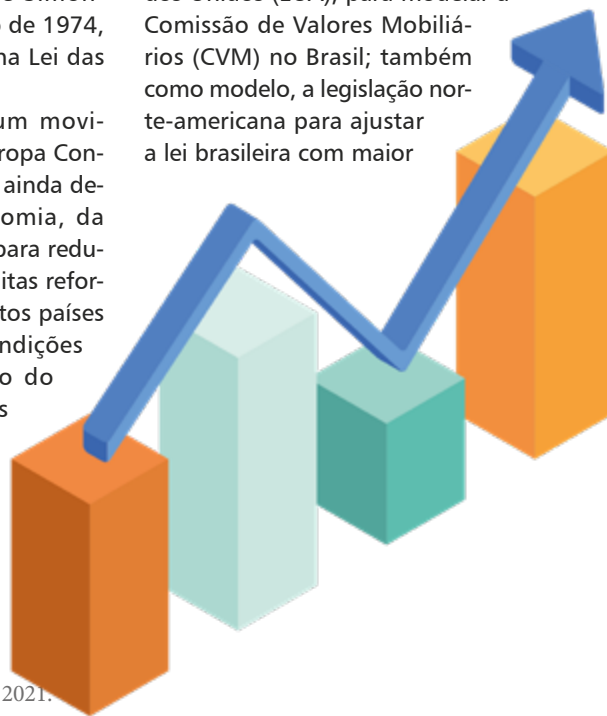 de 1974,
na Lei das
um movi-
ropa Con-
ainda de-
omia, da
para redu-
itas refor-
tos países
ndições
o do
s
Comissão de Valores Mobiliá-
rios (CVM) no Brasil; também
como modelo, a legislação nor-
te-americana para ajustar
a lei brasileira com maior
2021.